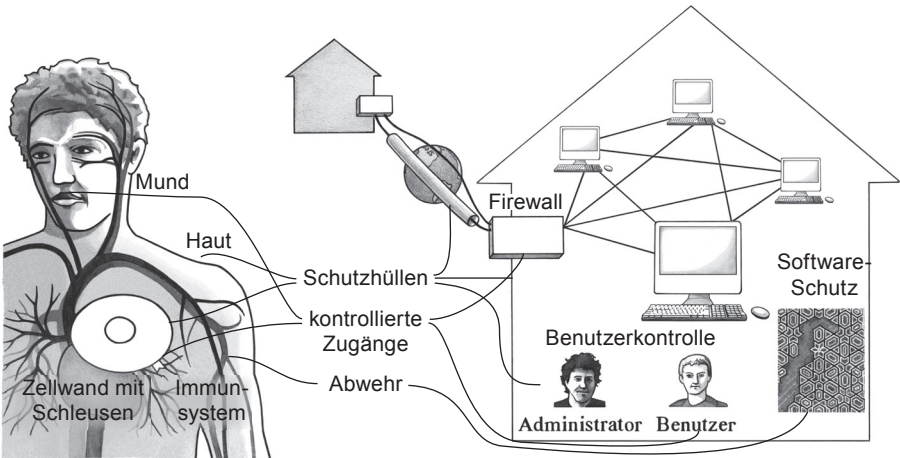 Mund
Haut
Zellwand mit
Schleusen
Immun-
system
Schutzhüllen
kontrollierte
Zugänge
Abwehr
Firewall
Software-
Schutz
Benutzerkontrolle
Administrator
Benutzer